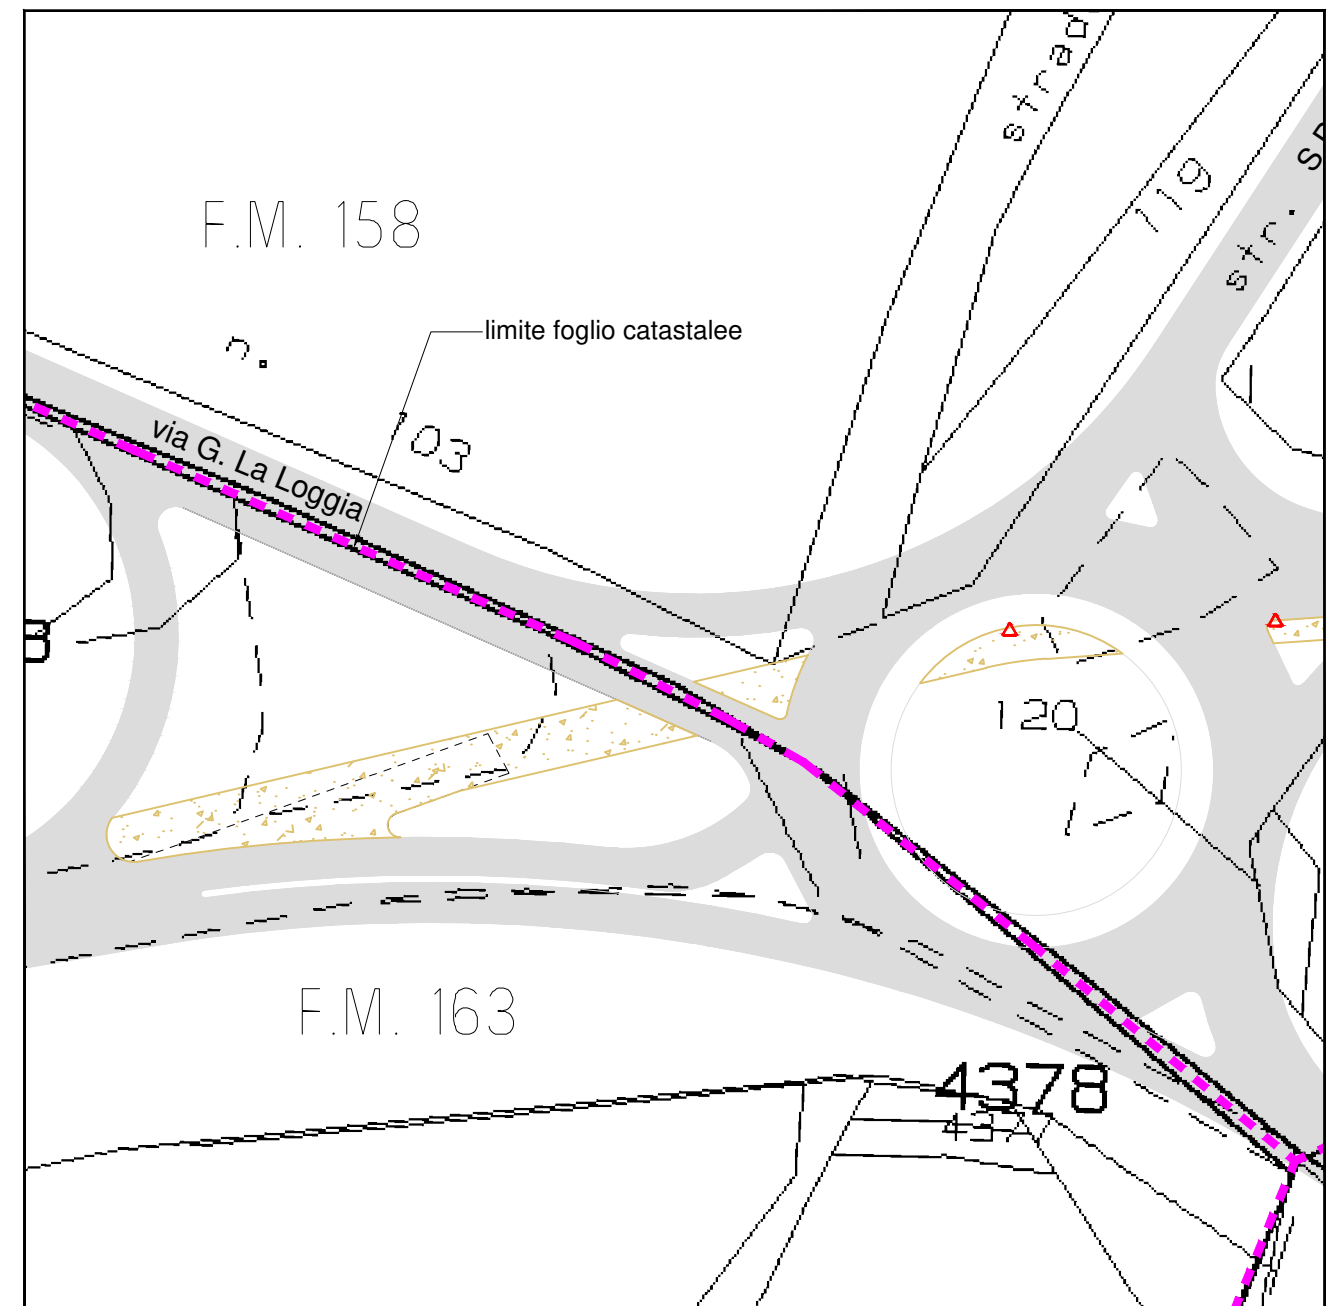 119
str.
F.M. 158
limite foglio catastalee
n.
103
via G. La Loggia
120
F.M. 163
4378